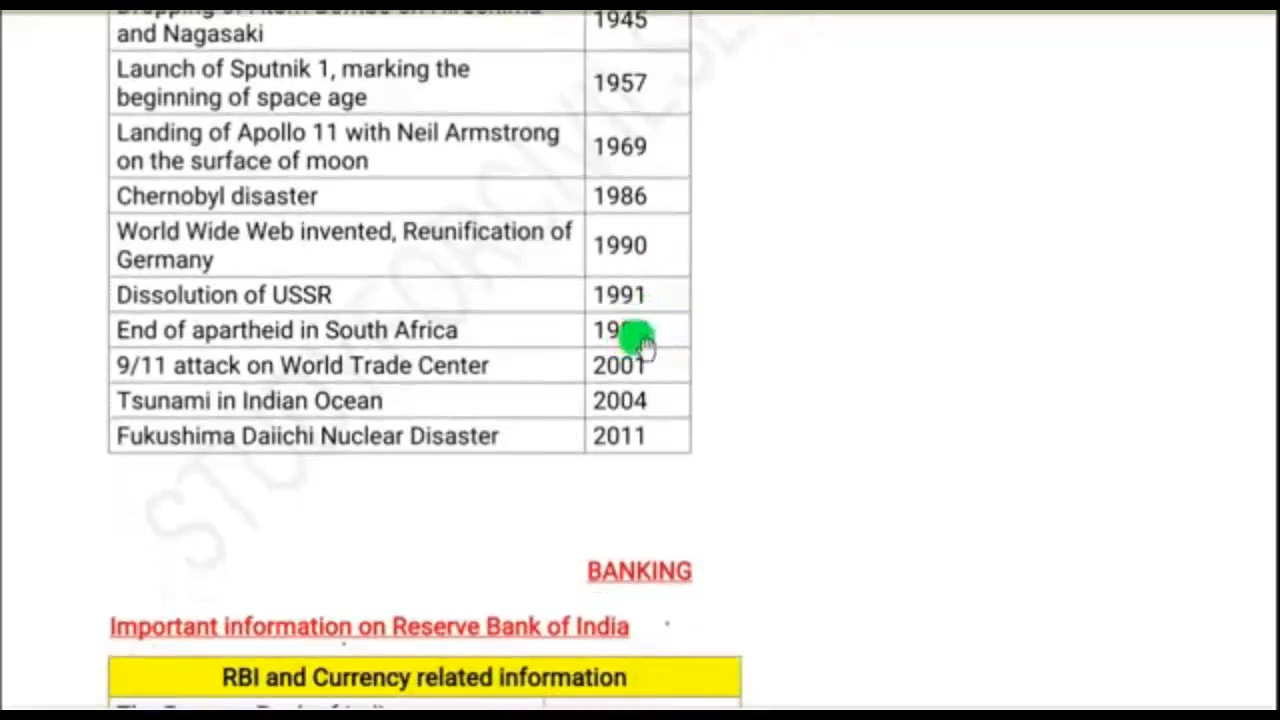 1945
and Nagasaki
Launch of Sputnik 1, marking the
beginning of space age
1957
Landing of Apollo 11 with Neil Armstrong
on the surface of moon
1969
Chernobyl disaster 1986
World Wide Web invented, Reunification of
Germany
1990
Dissolution of USSR 1991
End of apartheid in South Africa
9/11 attack on World Trade Center 2001
Tsunami in Indian Ocean 2004
Fukushima Daiichi Nuclear Disaster 2011
BANKING
Important information on Reserve Bank of India
RBI and Currency related information